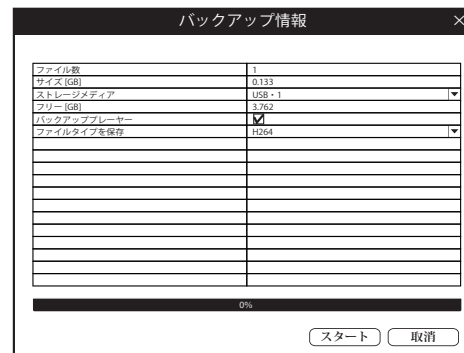 バックアップ情報
ファイル数 1
サイズ [GB] 0.133
ストレージメディア USB・1
フリー [GB] 3.762
バックアッププレーヤー
ファイルタイプを保存 H264
0%
スタート 取消